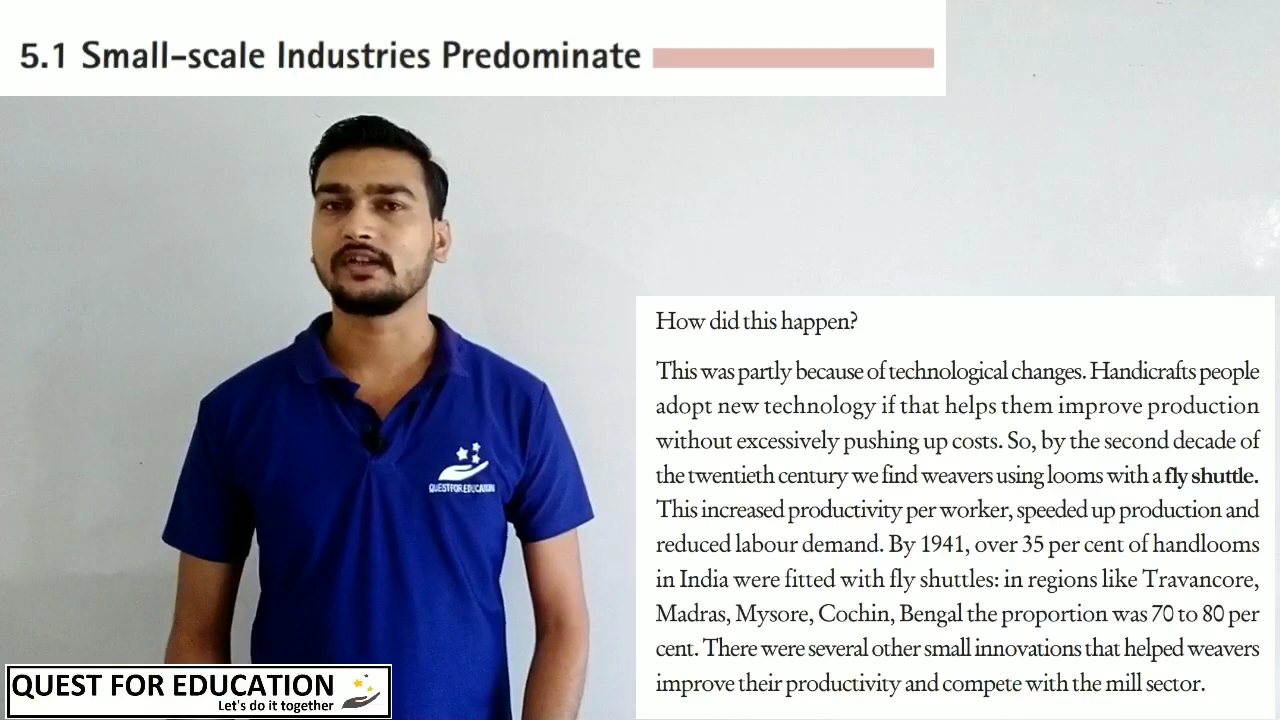 5.1 Small-scale Industries Predominate
QUEST FOR EDUCATION
How did this happen?
This was partly because of technological changes. Handicrafts people
adopt new technology if that helps them improve production
without excessively pushing up costs. So, by the second decade of
the twentieth century we find weavers using looms with a fly shuttle.
This increased productivity per worker, speeded up production and
reduced labour demand. By 1941, over 35 per cent of handlooms
in India were fitted with fly shuttles: in regions like Travancore,
Madras, Mysore, Cochin, Bengal the proportion was 70 to 80 per
cent. There were several other small innovations that helped weavers
improve their productivity and compete with the mill sector.
QUEST FOR EDUCATION
Let's do it together